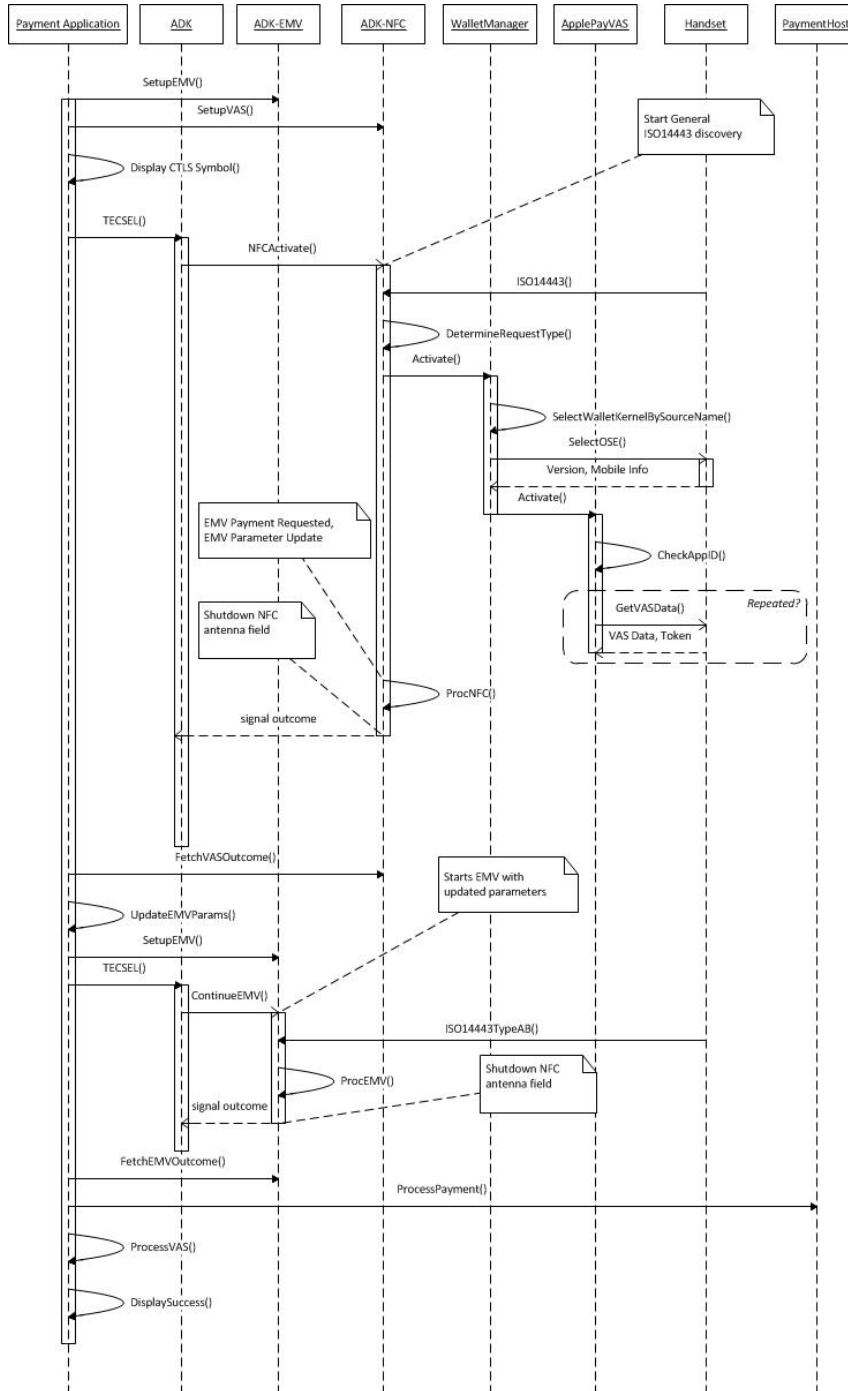 Payment Application
ADK
ADK-EMV
ADK-NFC
WalletManager
ApplePayVAS
Handset
PaymentHost
SetupEMV()
SetupVAS()
Start General
ISO14443 discovery
Display CTLS Symbol()
TECSEL()
NFCActivate()
ISO14443()
DetermineRequestType()
Activate()
SelectWalletKernelBySourceName()
SelectOSE()
Version, Mobile Info
Activate()
EMV Payment Requested,
EMV Parameter Update
CheckAppID()
Repeated?
GetVASData()
Shutdown NFC
antenna field
VAS Data, Token
ProcNFC()
signal outcome
FetchVASOutcome()
Starts EMV with
updated parameters
UpdateEMVParams()
SetupEMV()
TECSEL()
ContinueEMV()
ISO14443TypeAB()
Shutdown NFC
antenna field
ProcEMV()
signal outcome
FetchEMVOutcome()
ProcessPayment()
ProcessVAS()
DisplaySuccess()